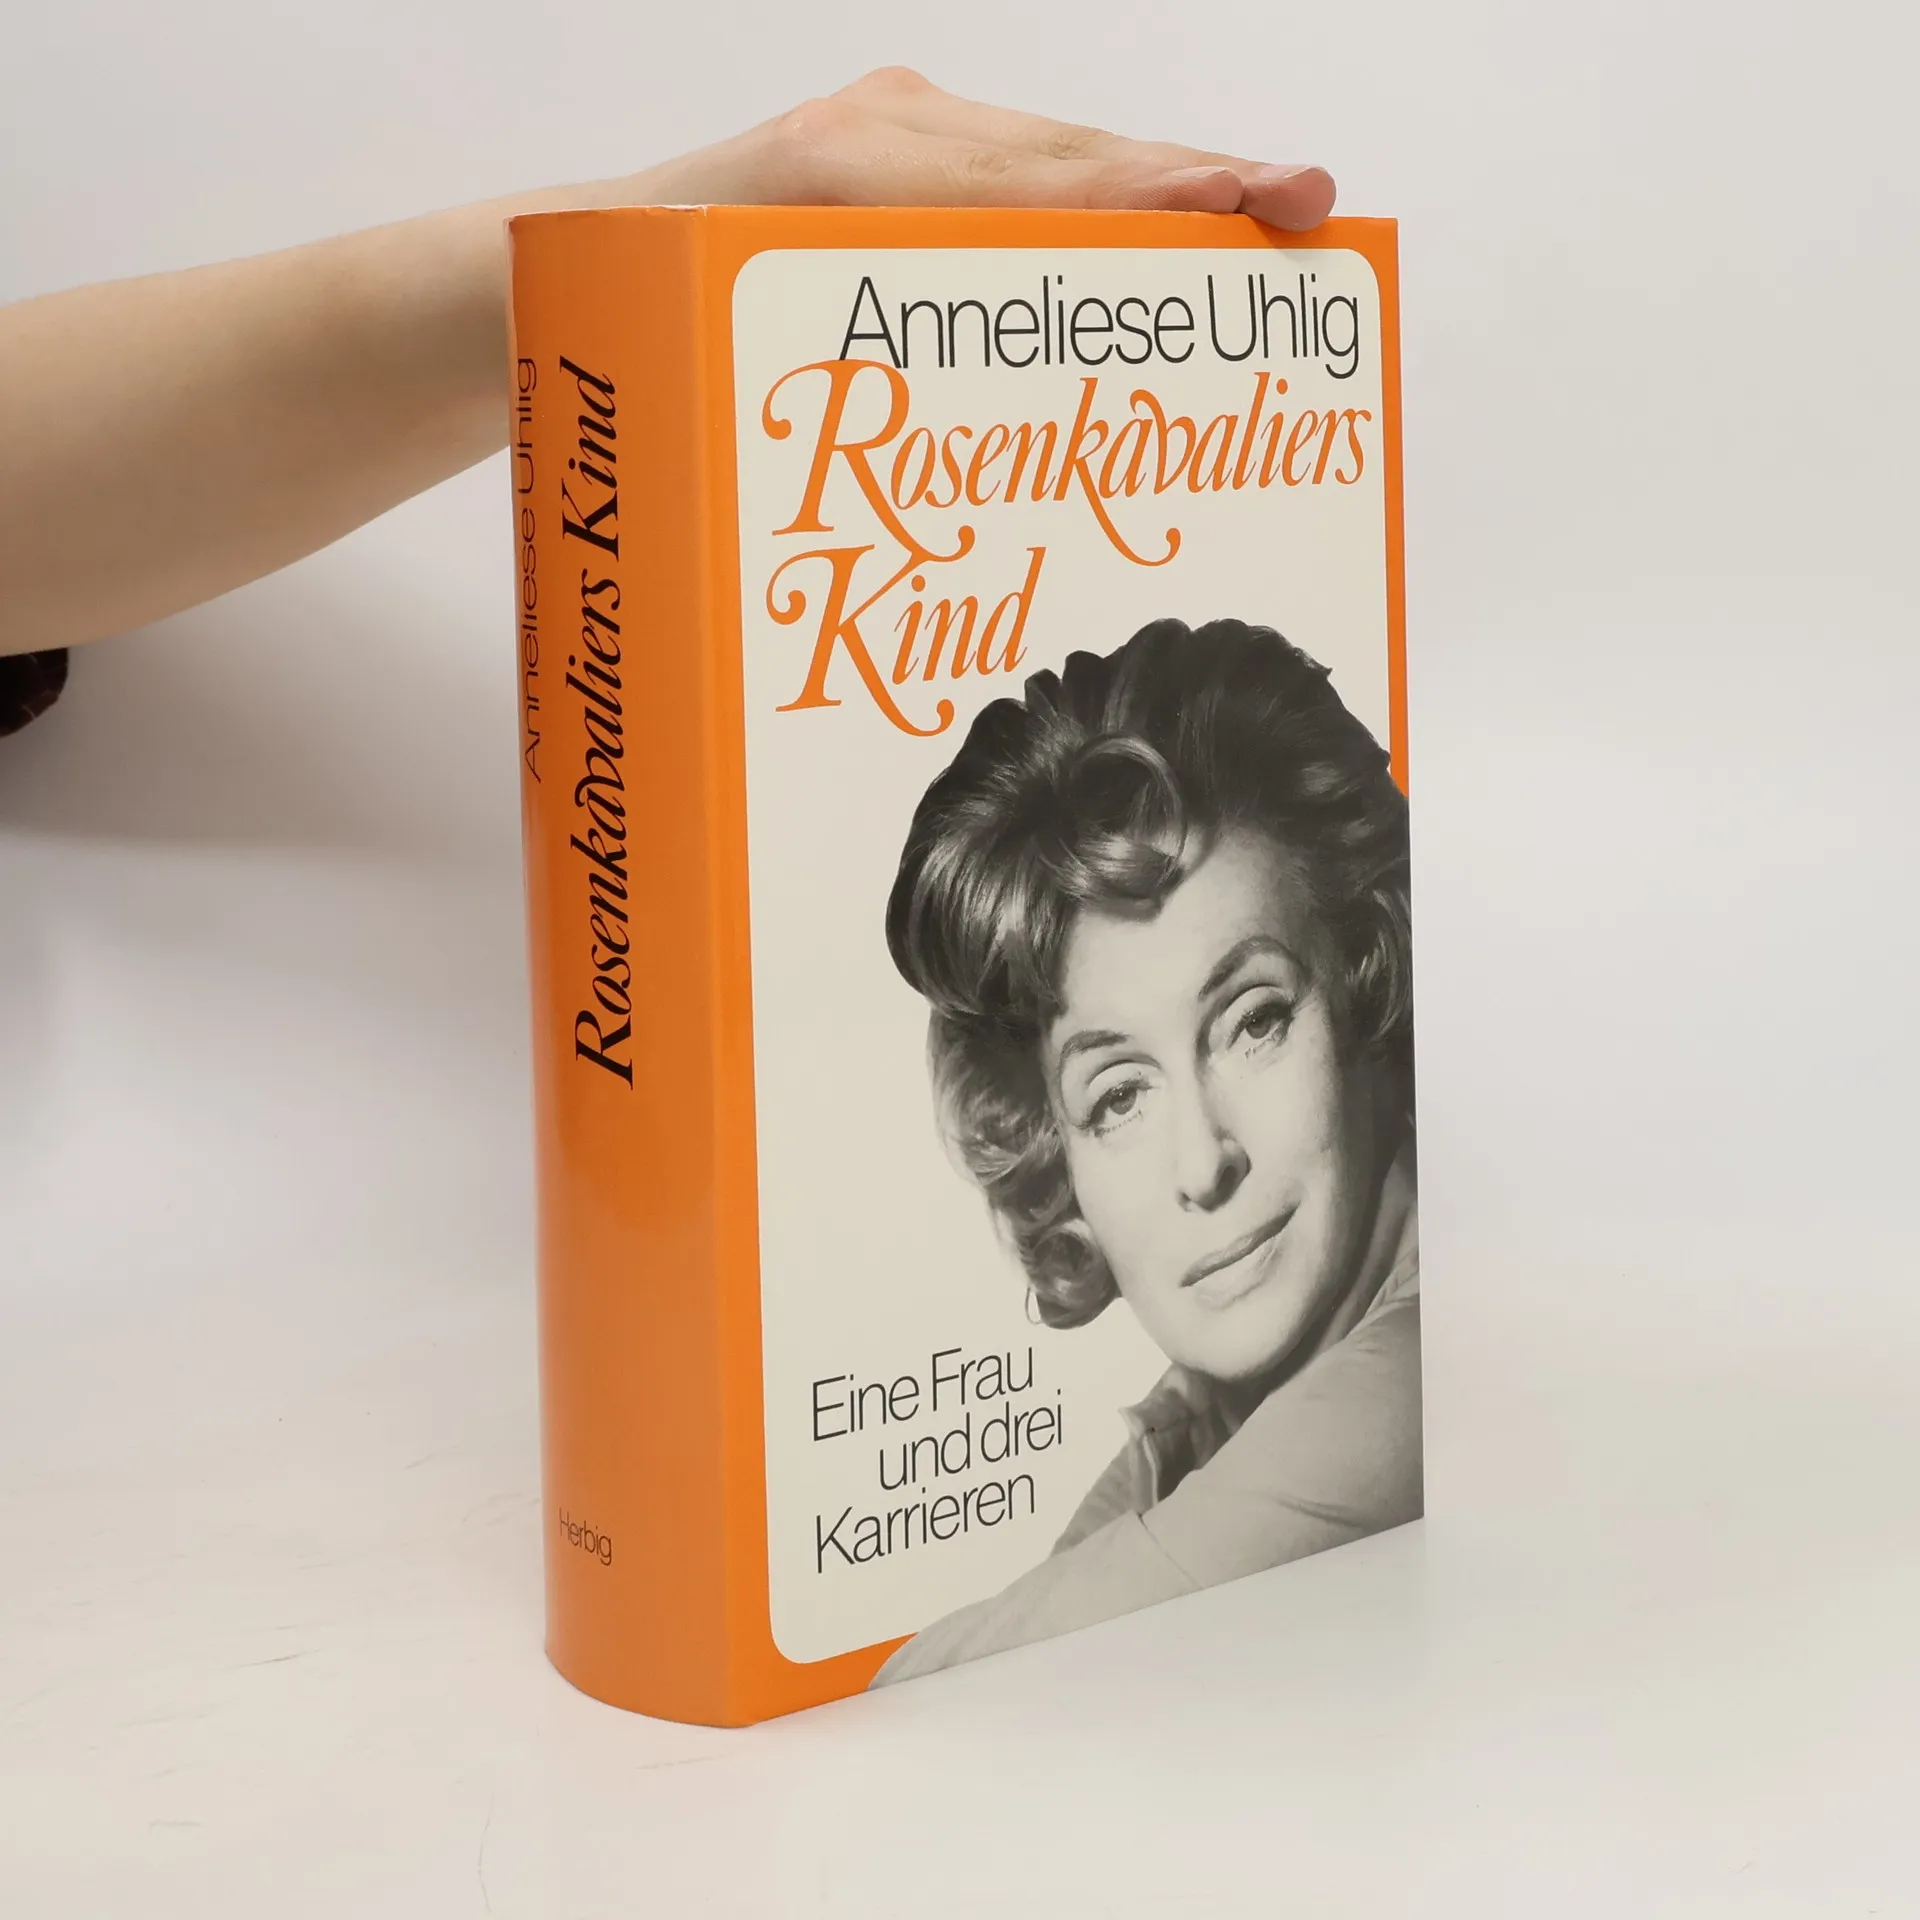 Anneliese Uhlig
Rosenkavaliers Kind
Herbig
Anneliese Uhlig
Rosenkavaliers
Kind
Eine Frau
und drei
Karrieren